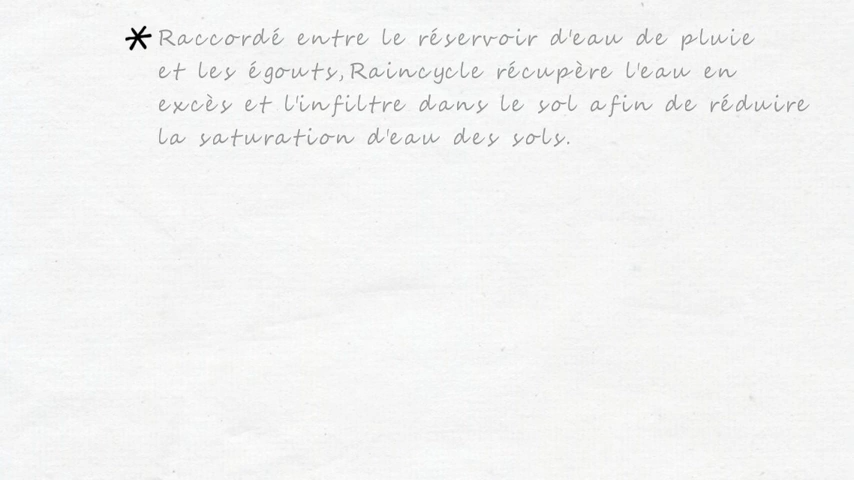 * Raccordé entre le réservoir d'eau de pluie
et les égouts, Raincycle récupère l'eau en
excès et l'infiltre dans le sol afin de réduire
la saturation d'eau des sols.